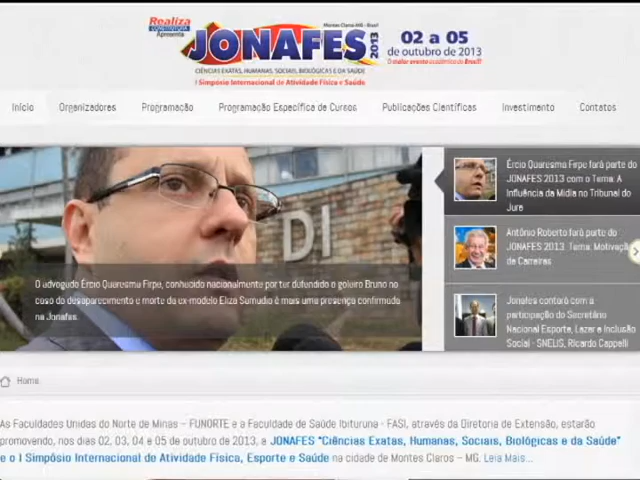 Realiza
CONSTRUTORA
Apresenta
Montes Claros-MG - Brasil
JONAFES 2013
CIÊNCIAS EXATAS, HUMANAS, SOCIAIS, BIOLÓGICAS E DA SAÚDE
I Simpósio Internacional de Atividade Física e Saúde
02 a 05
de outubro de 2013
O maior evento acadêmico do Brasil!
Início Organizadores Programação Programação Específica de Cursos Publicações Científicas Investimento Contatos
DI
O advogado Ércio Quaresma Firpe, conhecido nacionalmente por ter defendido o goleiro Bruno no
caso do desaparecimento e morte da ex-modelo Eliza Samudio é mais uma presença confirmada
na Jonafes.
Ércio Quaresma Firpe fará parte do
JONAFES 2013 com o Tema: A
Influência da Mídia no Tribunal do
Jure
Antônio Roberto fará parte do
JONAFES 2013. Tema: Motivação
de Carreiras
Jonafes contará com a
participação do Secretário
Nacional Esporte, Lazer e Inclusão
Social - SNELIS, Ricardo Cappelli
Home
As Faculdades Unidas do Norte de Minas – FUNORTE e a Faculdade de Saúde Ibituruna - FASI, através da Diretoria de Extensão, estarão
promovendo, nos dias 02, 03, 04 e 05 de outubro de 2013, a JONAFES "Ciências Exatas, Humanas, Sociais, Biológicas e da Saúde"
e o I Simpósio Internacional de Atividade Física, Esporte e Saúde na cidade de Montes Claros – MG. Leia Mais...